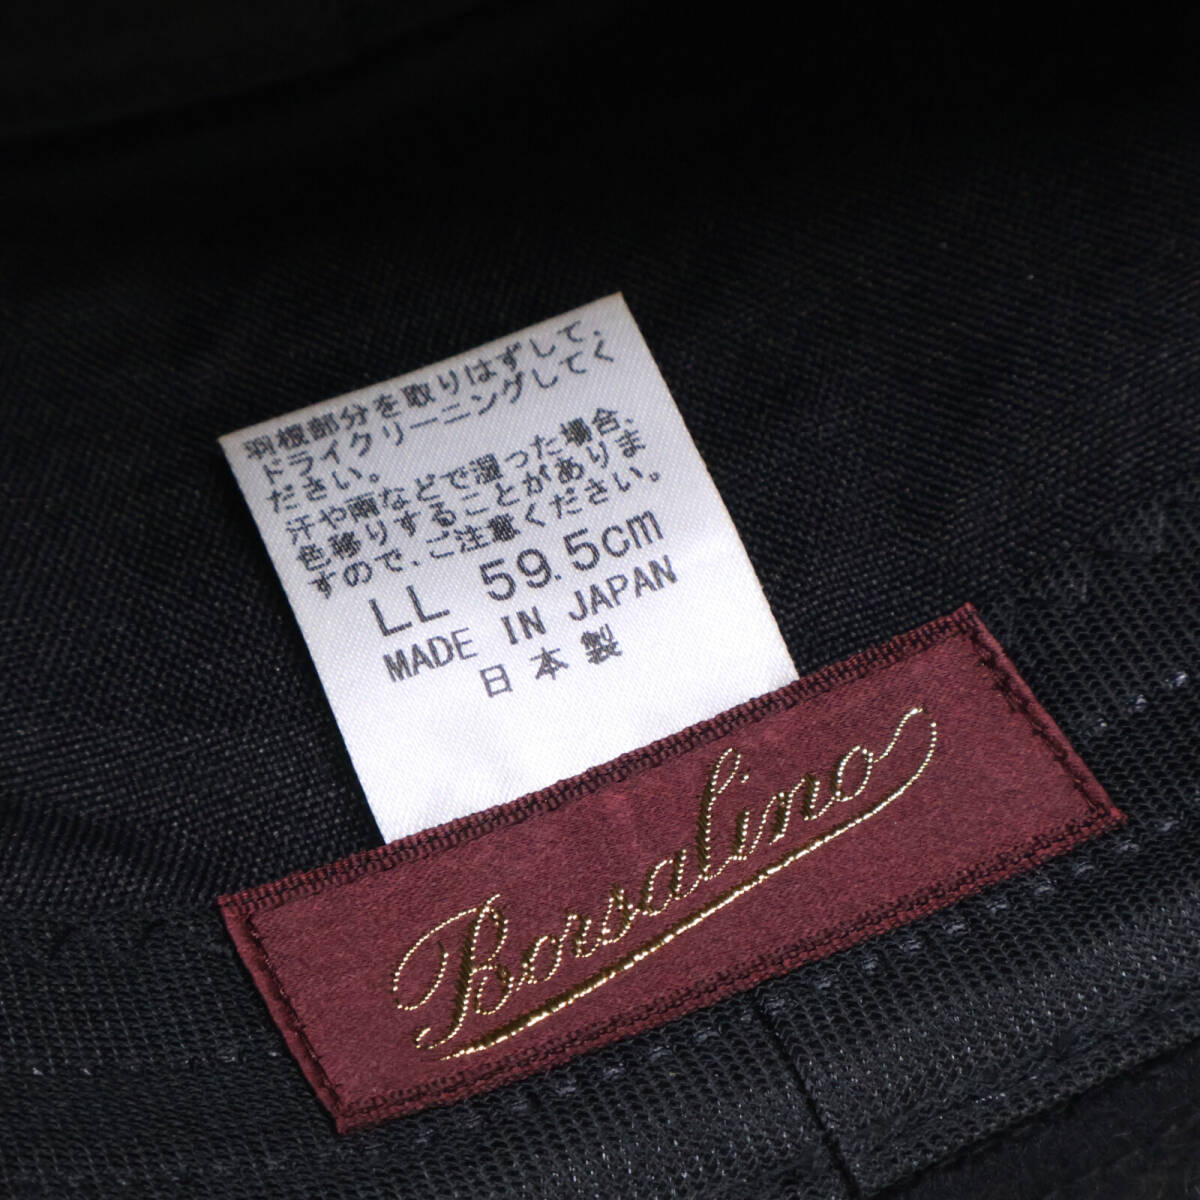 羽根部分を取りはずして、
ドライクリーニングしてく
ださい。
汗や雨などで湿った場合、
色移りすることがありま
すので、ご注意ください。
LL 59.5cm
MADE IN JAPAN
日本製
Borsalino